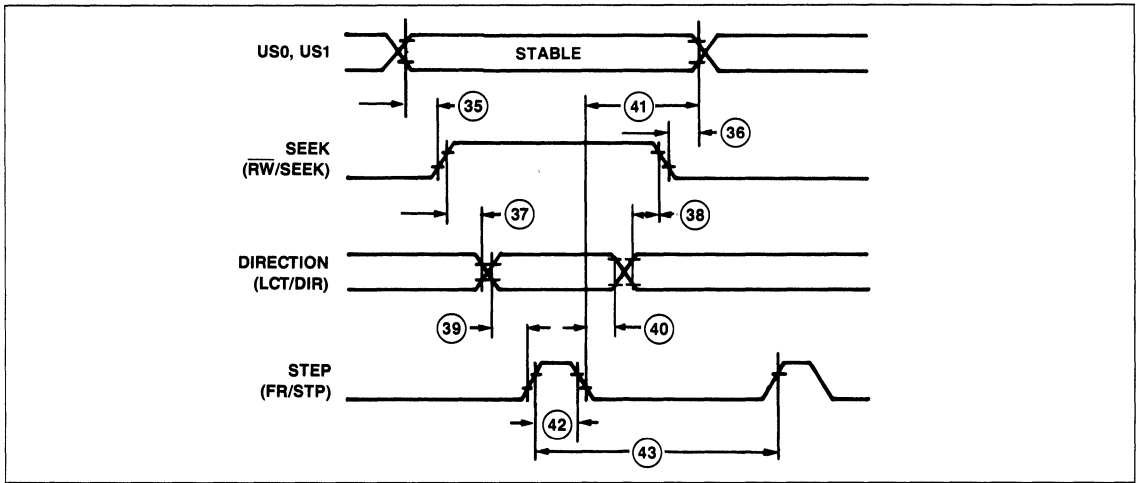 US0, US1
STABLE
35
41
36
SEEK
(R̅W̅/SEEK)
37
38
DIRECTION
(LCT/DIR)
39
40
STEP
(FR/STP)
42
43